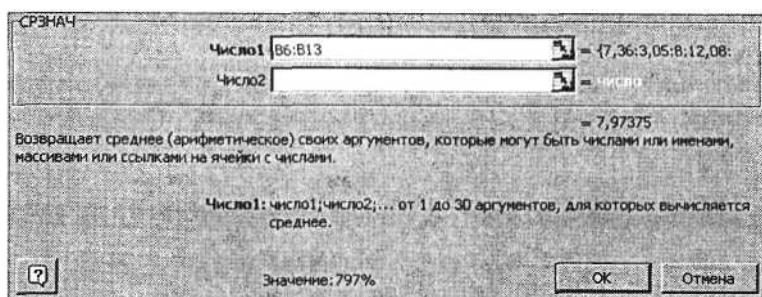 СРЗНАЧ
Число1 B6:B13 = {7,36:3,05:8:12,08:
Число2 = число
= 7,97375
Возвращает среднее (арифметическое) своих аргументов, которые могут быть числами или именами,
массивами или ссылками на ячейки с числами.
Число1: число1;число2;... от 1 до 30 аргументов, для которых вычисляется
среднее.
Значение:797%
OK
Отмена